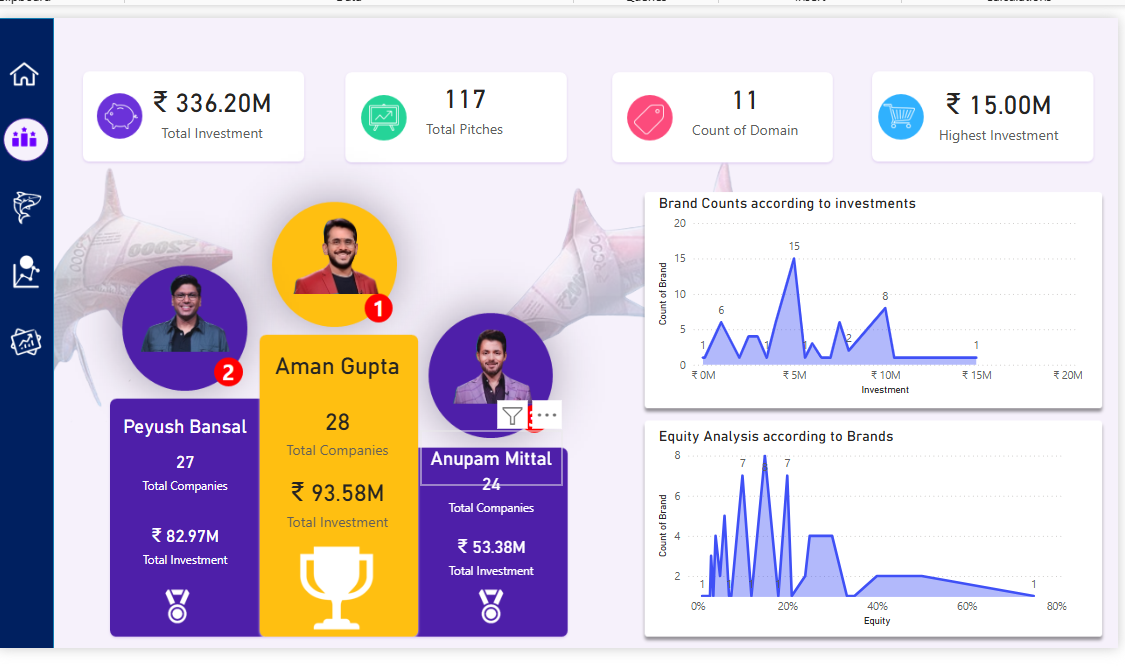 Data
Queries
Insert
Calculations
₹ 336.20M
Total Investment
117
Total Pitches
11
Count of Domain
₹ 15.00M
Highest Investment
1
2
Aman Gupta
28
Total Companies
₹ 93.58M
Total Investment
Peyush Bansal
27
Total Companies
₹ 82.97M
Total Investment
Anupam Mittal
24
Total Companies
₹ 53.38M
Total Investment
Brand Counts according to investments
Count of Brand
20
15
10
5
0
1
6
1
15
1
2
8
1
₹ 0M
₹ 5M
₹ 10M
₹ 15M
₹ 20M
Investment
Equity Analysis according to Brands
Count of Brand
8
6
4
2
1
7
7
1
0%
20%
40%
60%
80%
Equity